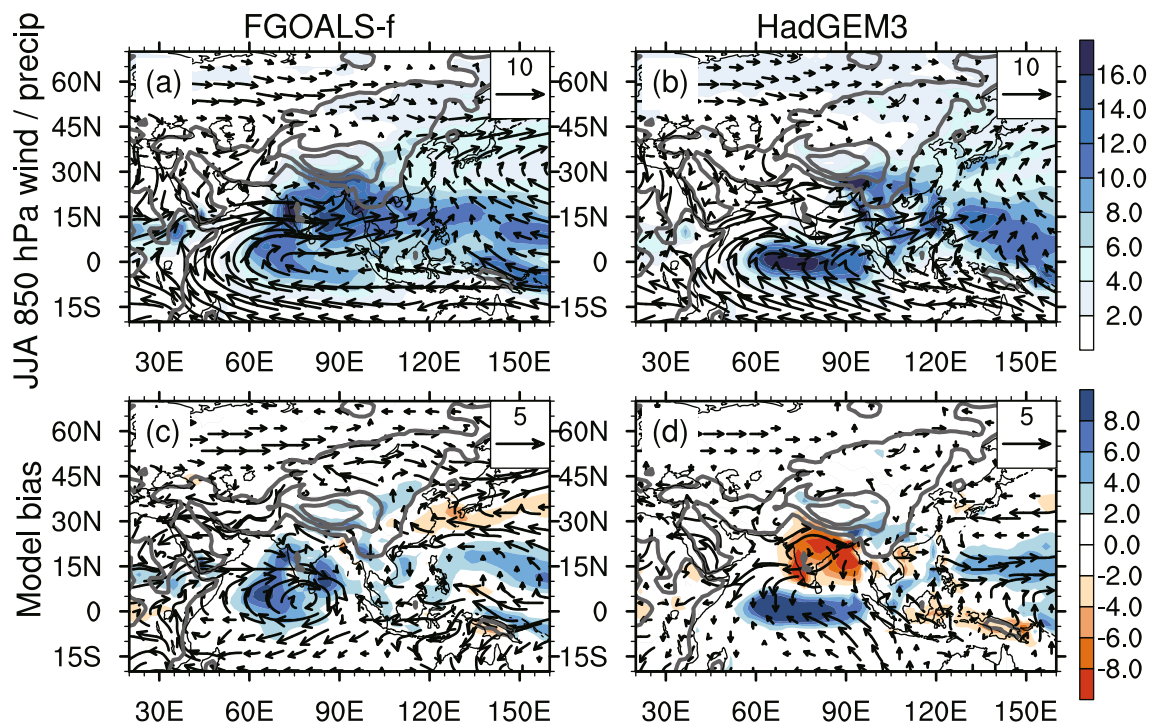 FGOALS-f
HadGEM3
JJA 850 hPa wind / precip
(a)
10
60N
45N
30N
15N
0
15S
30E
60E
90E
120E
150E
(b)
10
60N
45N
30N
15N
0
15S
30E
60E
90E
120E
150E
16.0
14.0
12.0
10.0
8.0
6.0
4.0
2.0
Model bias
(c)
5
60N
45N
30N
15N
0
15S
30E
60E
90E
120E
150E
(d)
5
60N
45N
30N
15N
0
15S
30E
60E
90E
120E
150E
8.0
6.0
4.0
2.0
0.0
-2.0
-4.0
-6.0
-8.0